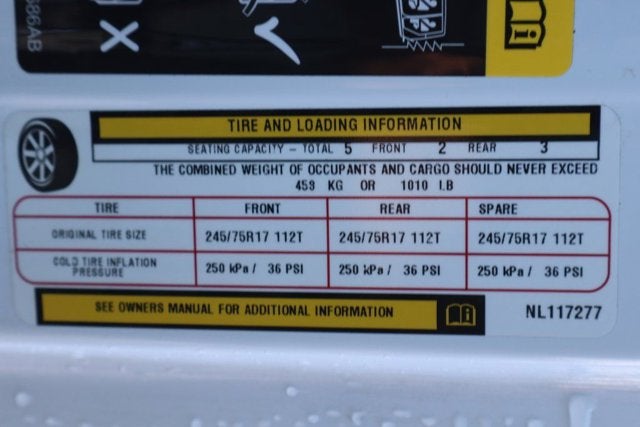 686AB
TIRE AND LOADING INFORMATION
SEATING CAPACITY – TOTAL 5 FRONT 2 REAR 3
THE COMBINED WEIGHT OF OCCUPANTS AND CARGO SHOULD NEVER EXCEED
459 KG OR 1010 LB
TIRE FRONT REAR SPARE
ORIGINAL TIRE SIZE 245/75R17 112T 245/75R17 112T 245/75R17 112T
COLD TIRE INFLATION PRESSURE 250 kPa / 36 PSI 250 kPa / 36 PSI 250 kPa / 36 PSI
SEE OWNERS MANUAL FOR ADDITIONAL INFORMATION
NL117277